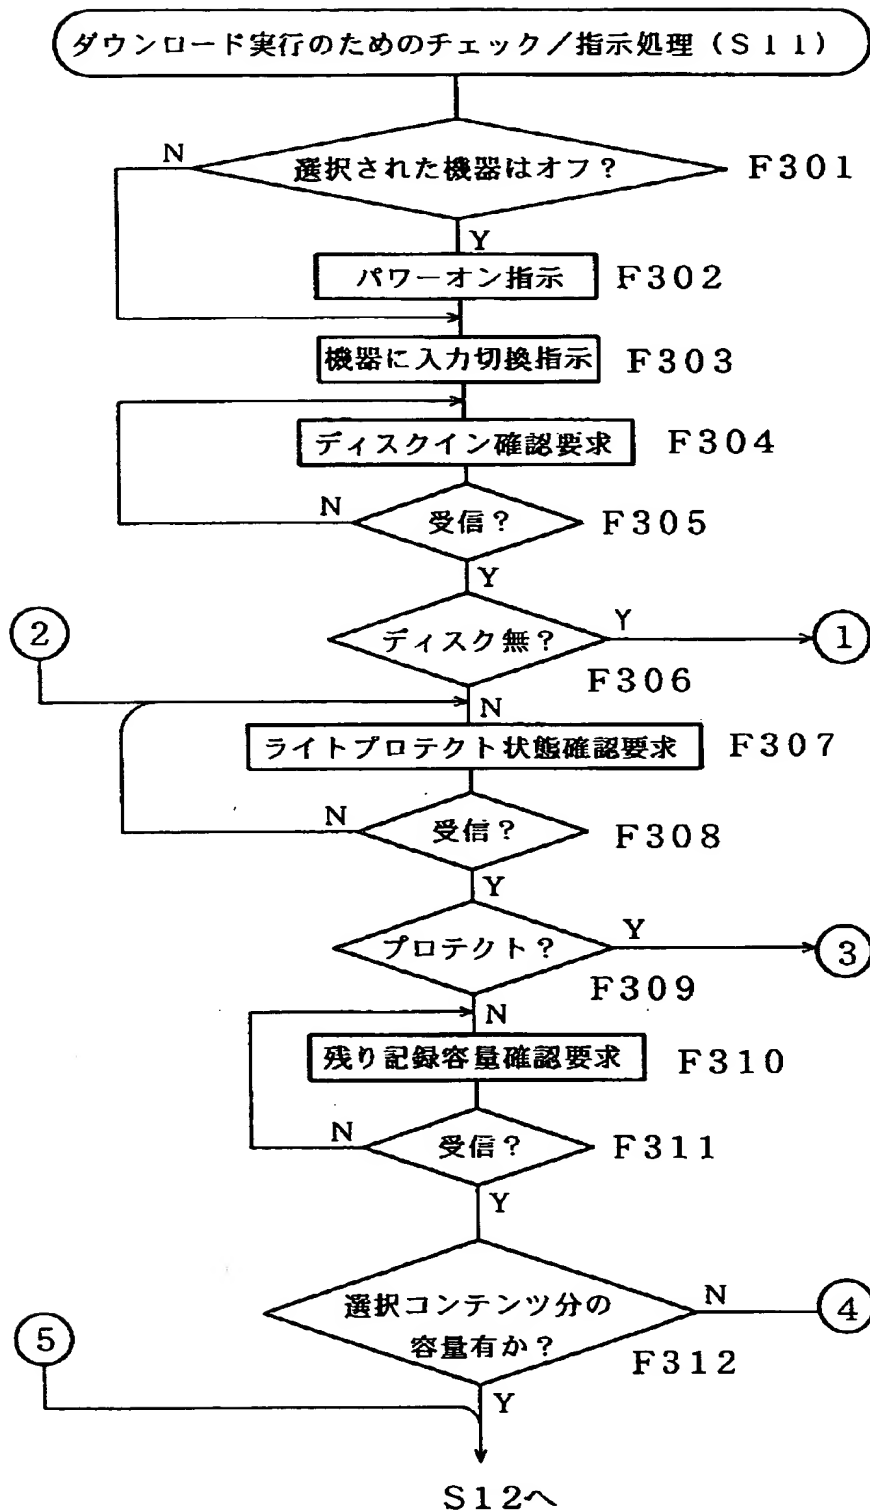 ダウンロード実行のためのチェック／指示処理（S11）
N
選択された機器はオフ？
F301
Y
パワーオン指示
F302
機器に入力切換指示
F303
ディスクイン確認要求
F304
N
受信？
F305
Y
2
ディスク無？
Y
1
F306
N
ライトプロテクト状態確認要求
F307
N
受信？
F308
Y
プロテクト？
Y
3
F309
N
残り記録容量確認要求
F310
N
受信？
F311
Y
選択コンテンツ分の
容量有か？
N
4
5
F312
Y
S12へ